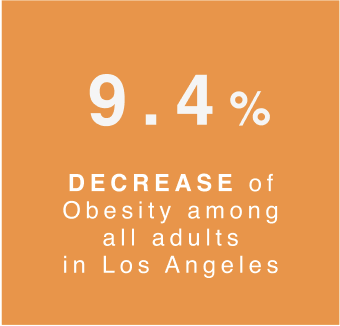 9.4%
DECREASE of
Obesity among
all adults
in Los Angeles